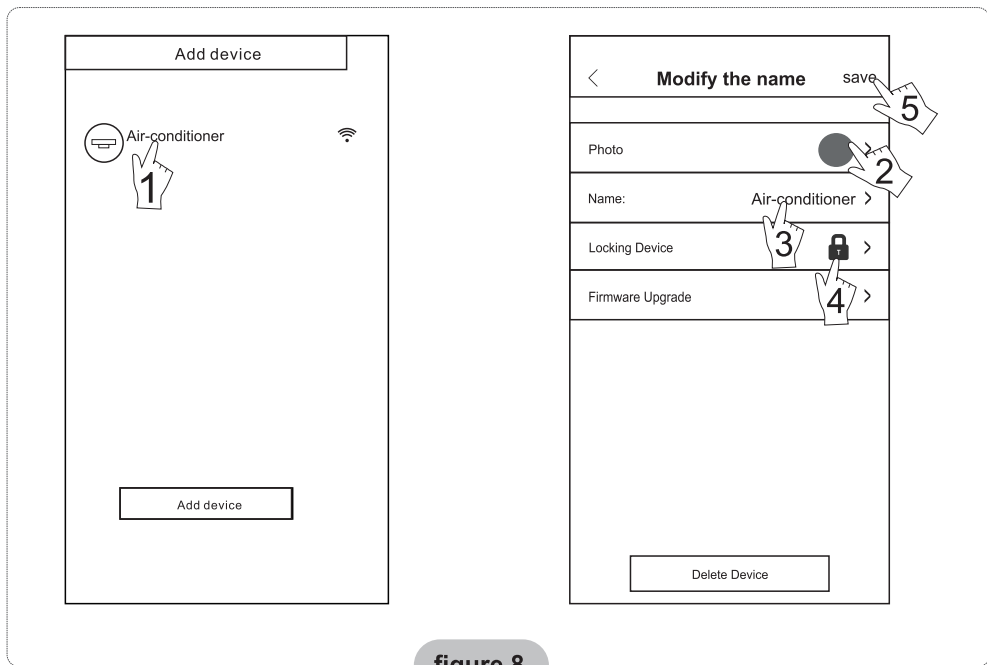 Add device
Air-conditioner
1
Add device
Modify the name save
5
Photo
2
Name: Air-conditioner >
3
Locking Device >
4
Firmware Upgrade >
Delete Device
figure 8